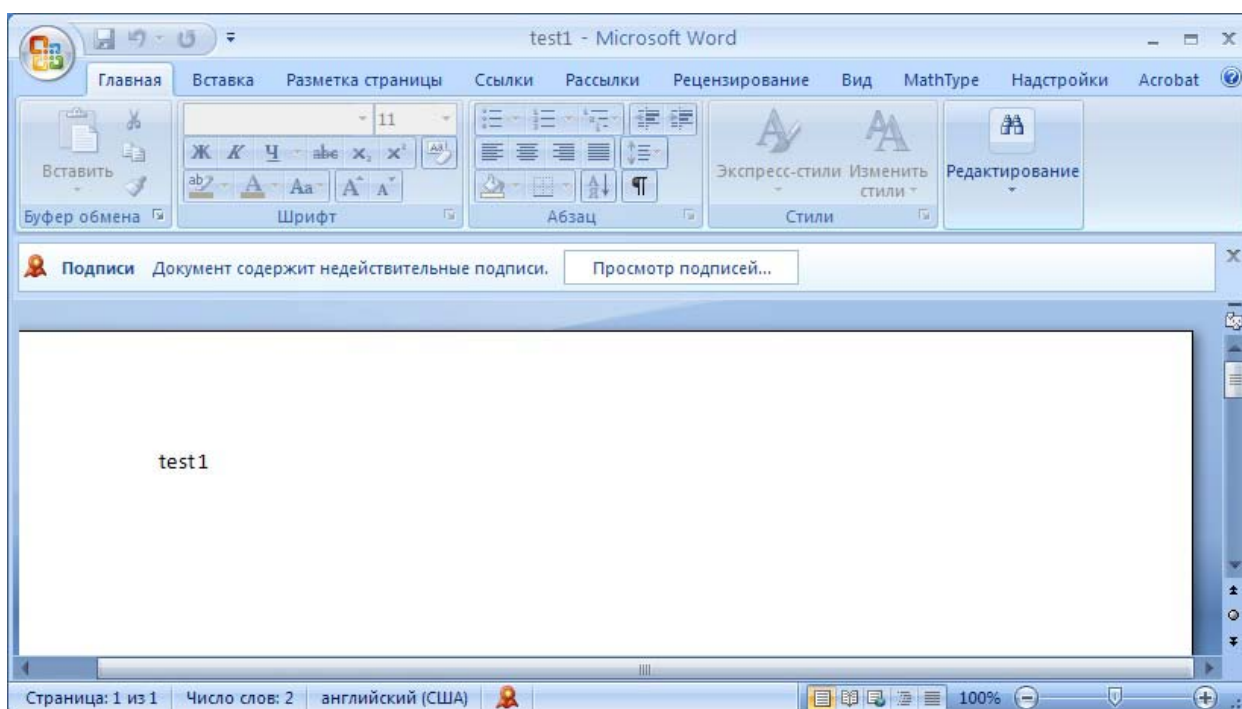 test1 - Microsoft Word
Главная Вставка Разметка страницы Ссылки Рассылки Рецензирование Вид MathType Надстройки Acrobat
11
Ж К Ч abc x₂ x²
Вставить
Экспресс-стили
Изменить стили
Редактирование
ab Aa A A
Буфер обмена Шрифт Абзац Стили
Подписи Документ содержит недействительные подписи. Просмотр подписей...
test1
Страница: 1 из 1 Число слов: 2 английский (США) 100%